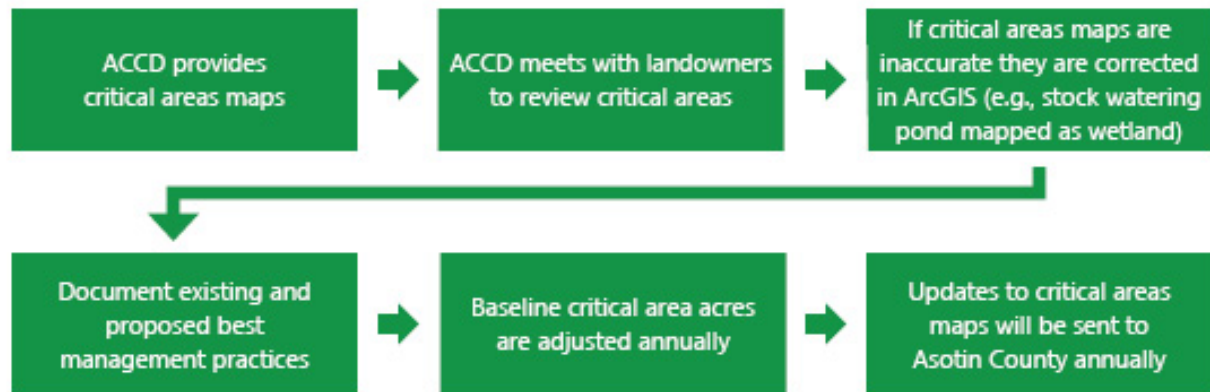 ACCD provides
critical areas maps
ACCD meets with landowners
to review critical areas
If critical areas maps are
inaccurate they are corrected
in ArcGIS (e.g., stock watering
pond mapped as wetland)
Document existing and
proposed best
management practices
Baseline critical area acres
are adjusted annually
Updates to critical areas
maps will be sent to
Asotin County annually